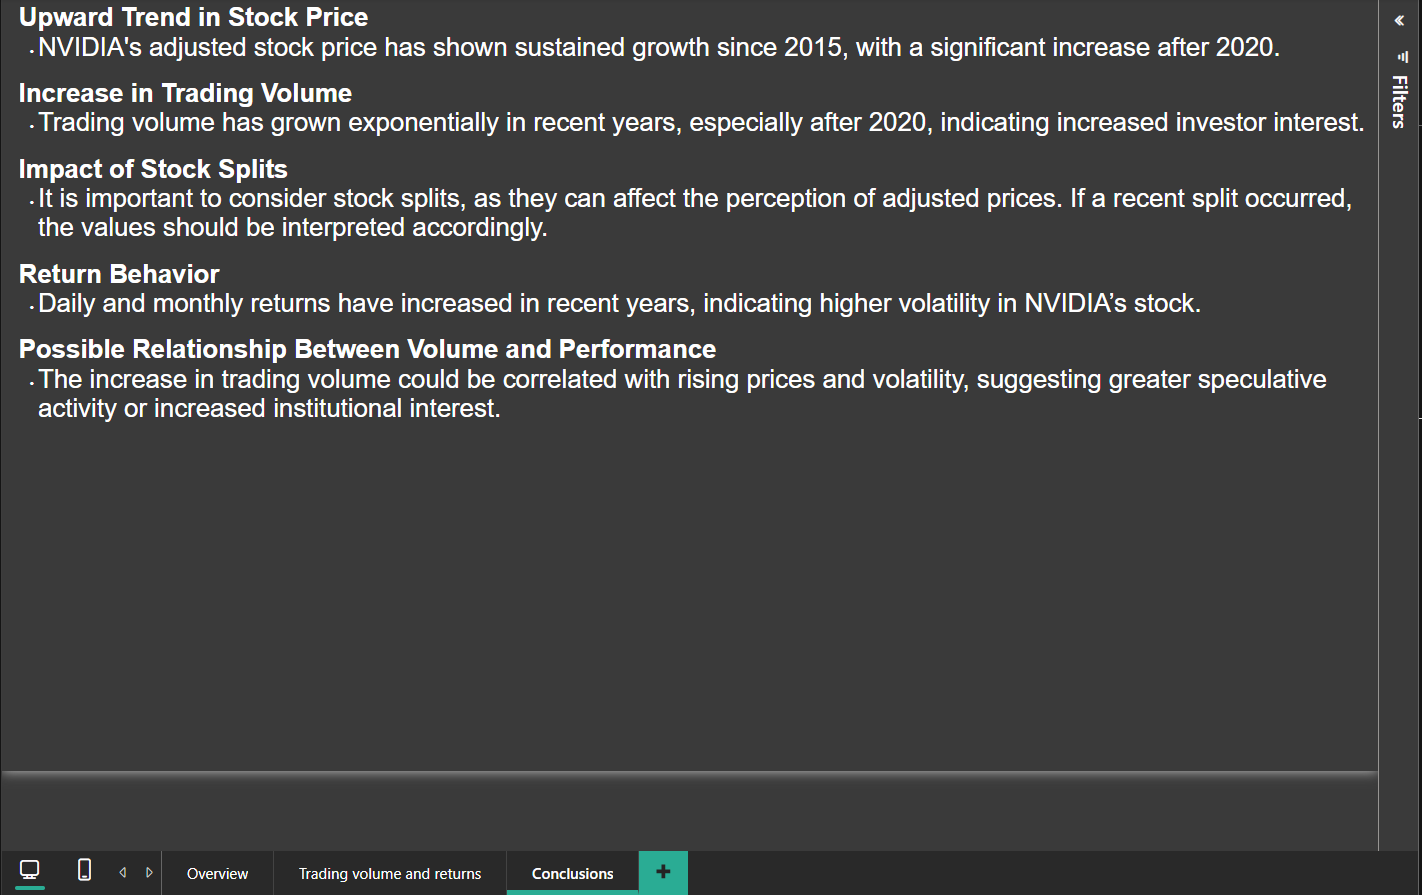 Upward Trend in Stock Price
· NVIDIA's adjusted stock price has shown sustained growth since 2015, with a significant increase after 2020.
Increase in Trading Volume
· Trading volume has grown exponentially in recent years, especially after 2020, indicating increased investor interest.
Impact of Stock Splits
· It is important to consider stock splits, as they can affect the perception of adjusted prices. If a recent split occurred,
the values should be interpreted accordingly.
Return Behavior
· Daily and monthly returns have increased in recent years, indicating higher volatility in NVIDIA’s stock.
Possible Relationship Between Volume and Performance
· The increase in trading volume could be correlated with rising prices and volatility, suggesting greater speculative
activity or increased institutional interest.
Filters
Overview
Trading volume and returns
Conclusions